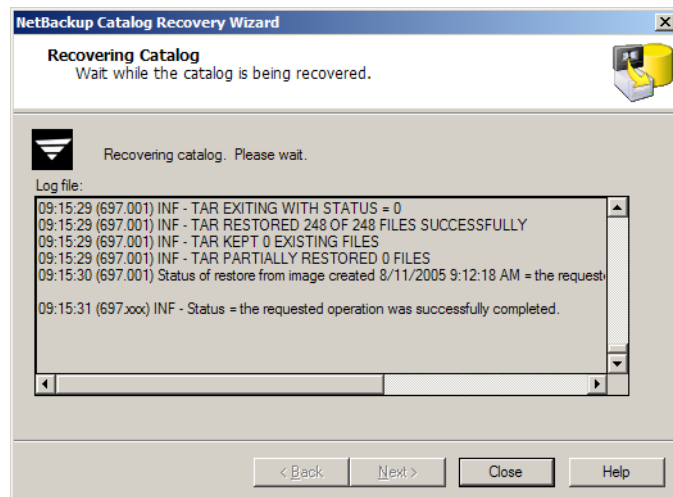 NetBackup Catalog Recovery Wizard
Recovering Catalog
Wait while the catalog is being recovered.
Recovering catalog. Please wait.
Log file:
09:15:29 (697.001) INF - TAR EXITING WITH STATUS = 0
09:15:29 (697.001) INF - TAR RESTORED 248 OF 248 FILES SUCCESSFULLY
09:15:29 (697.001) INF - TAR KEPT 0 EXISTING FILES
09:15:29 (697.001) INF - TAR PARTIALLY RESTORED 0 FILES
09:15:30 (697.001) Status of restore from image created 8/11/2005 9:12:18 AM = the request
09:15:31 (697.xxx) INF - Status = the requested operation was successfully completed.
< Back Next > Close Help